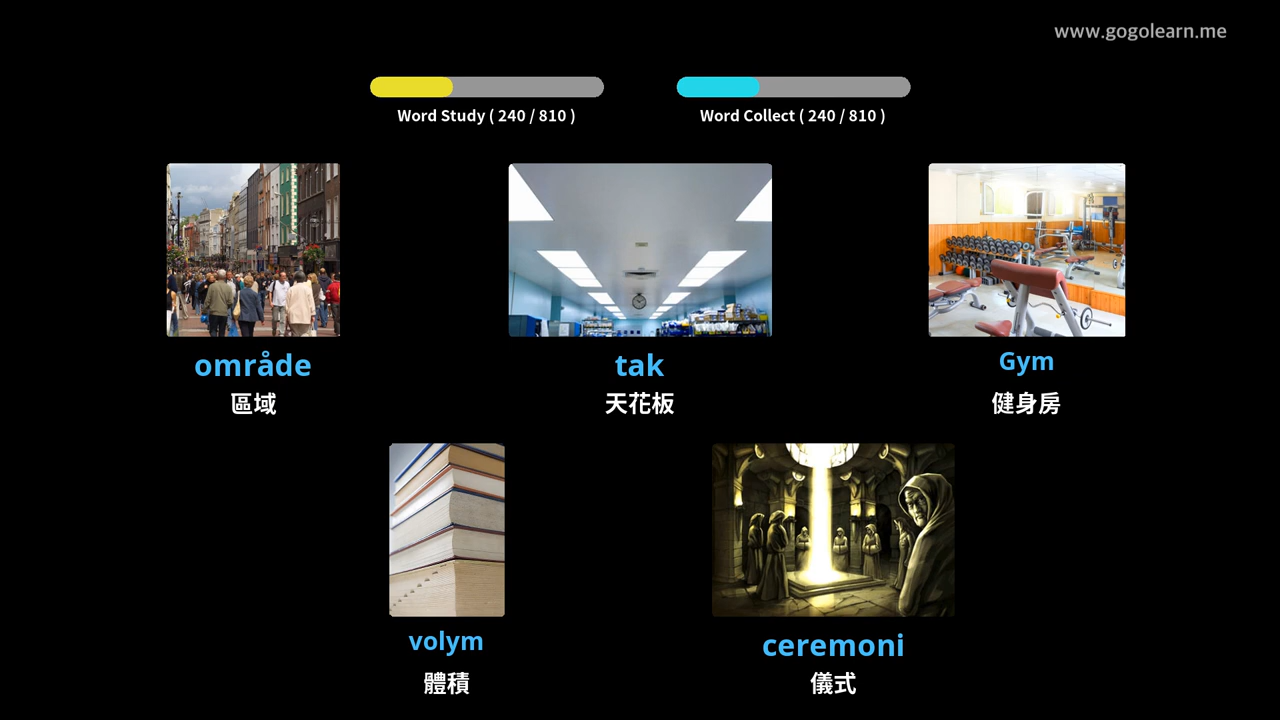 www.gogolearn.me
Word Study ( 240 / 810 )
Word Collect ( 240 / 810 )
område
區域
tak
天花板
Gym
健身房
volym
體積
ceremoni
儀式